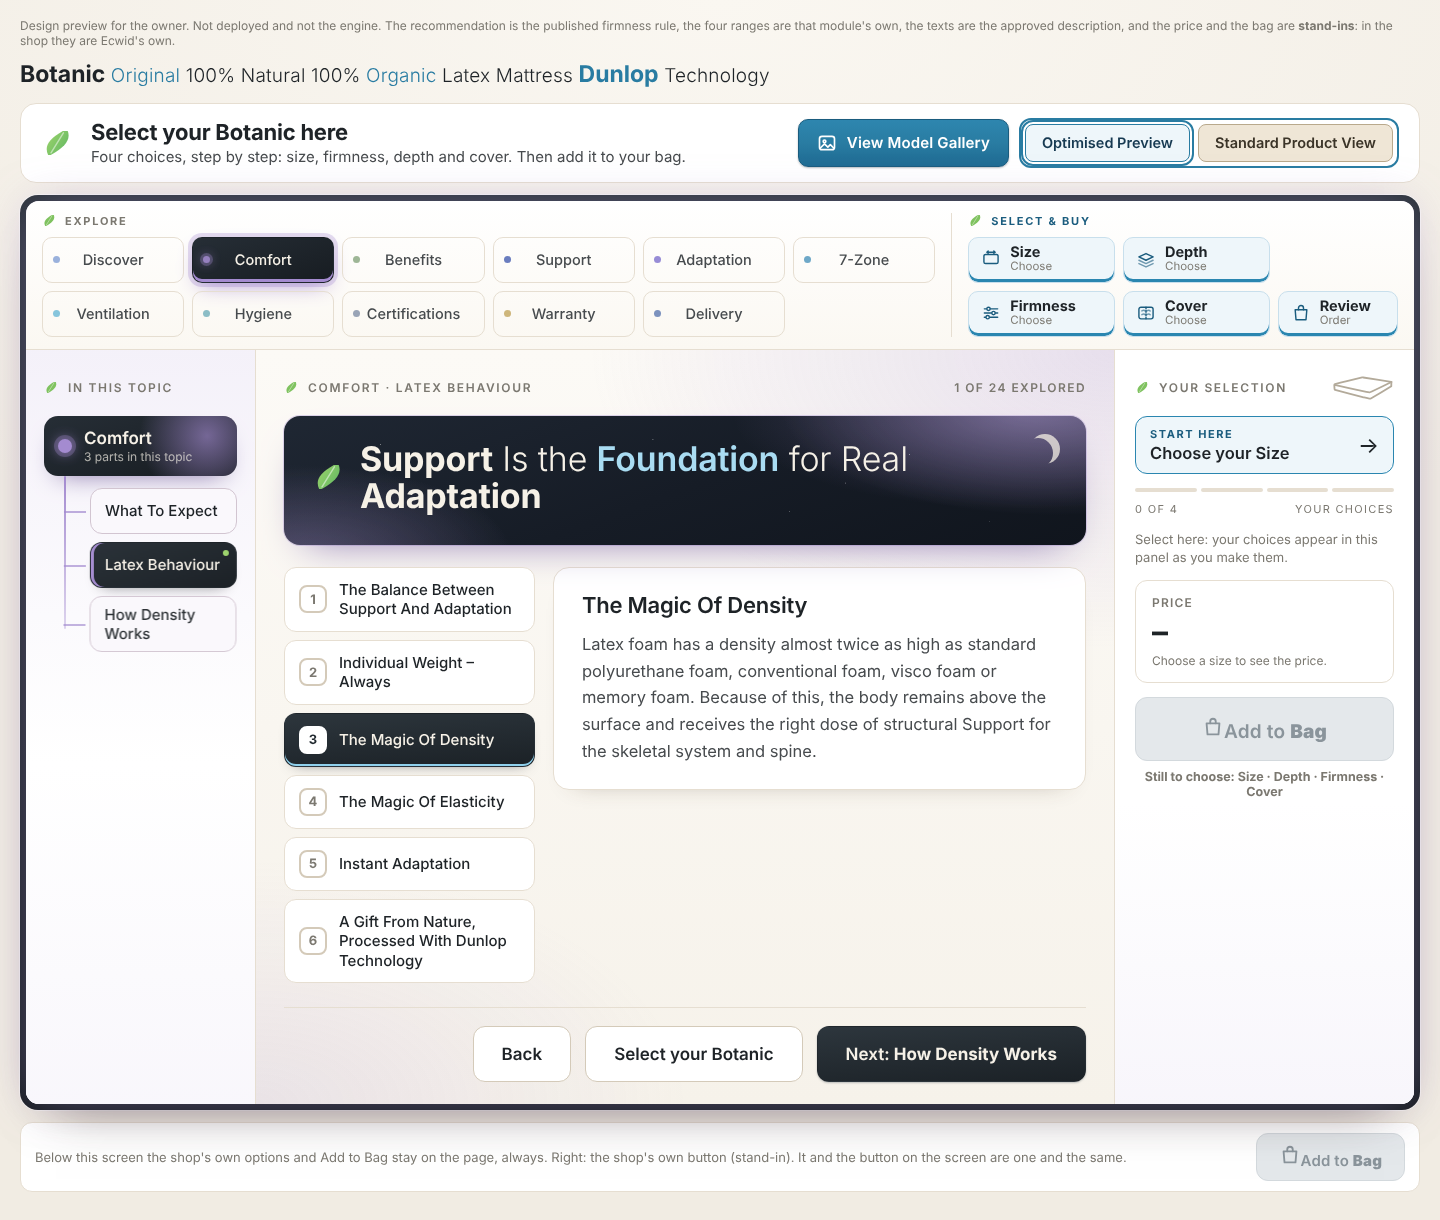 Design preview for the owner. Not deployed and not the engine. The recommendation is the published firmness rule, the four ranges are that module's own, the texts are the approved description, and the price and the bag are stand-ins: in the
shop they are Ecwid's own.
Botanic Original 100% Natural 100% Organic Latex Mattress Dunlop Technology
Select your Botanic here
Four choices, step by step: size, firmness, depth and cover. Then add it to your bag.
View Model Gallery
Optimised Preview
Standard Product View
EXPLORE
Discover
Comfort
Benefits
Support
Adaptation
7-Zone
Ventilation
Hygiene
Certifications
Warranty
Delivery
SELECT & BUY
Size
Choose
Depth
Choose
Firmness
Choose
Cover
Choose
Review
Order
IN THIS TOPIC
Comfort
3 parts in this topic
What To Expect
Latex Behaviour
How Density
Works
COMFORT · LATEX BEHAVIOUR
1 OF 24 EXPLORED
Support Is the Foundation for Real
Adaptation
1
The Balance Between
Support And Adaptation
2
Individual Weight –
Always
3
The Magic Of Density
4
The Magic Of Elasticity
5
Instant Adaptation
6
A Gift From Nature,
Processed With Dunlop
Technology
The Magic Of Density
Latex foam has a density almost twice as high as standard
polyurethane foam, conventional foam, visco foam or
memory foam. Because of this, the body remains above the
surface and receives the right dose of structural Support for
the skeletal system and spine.
Back
Select your Botanic
Next: How Density Works
YOUR SELECTION
START HERE
Choose your Size
0 OF 4
YOUR CHOICES
Select here: your choices appear in this
panel as you make them.
PRICE
–
Choose a size to see the price.
Add to Bag
Still to choose: Size · Depth · Firmness ·
Cover
Below this screen the shop's own options and Add to Bag stay on the page, always. Right: the shop's own button (stand-in). It and the button on the screen are one and the same.
Add to Bag